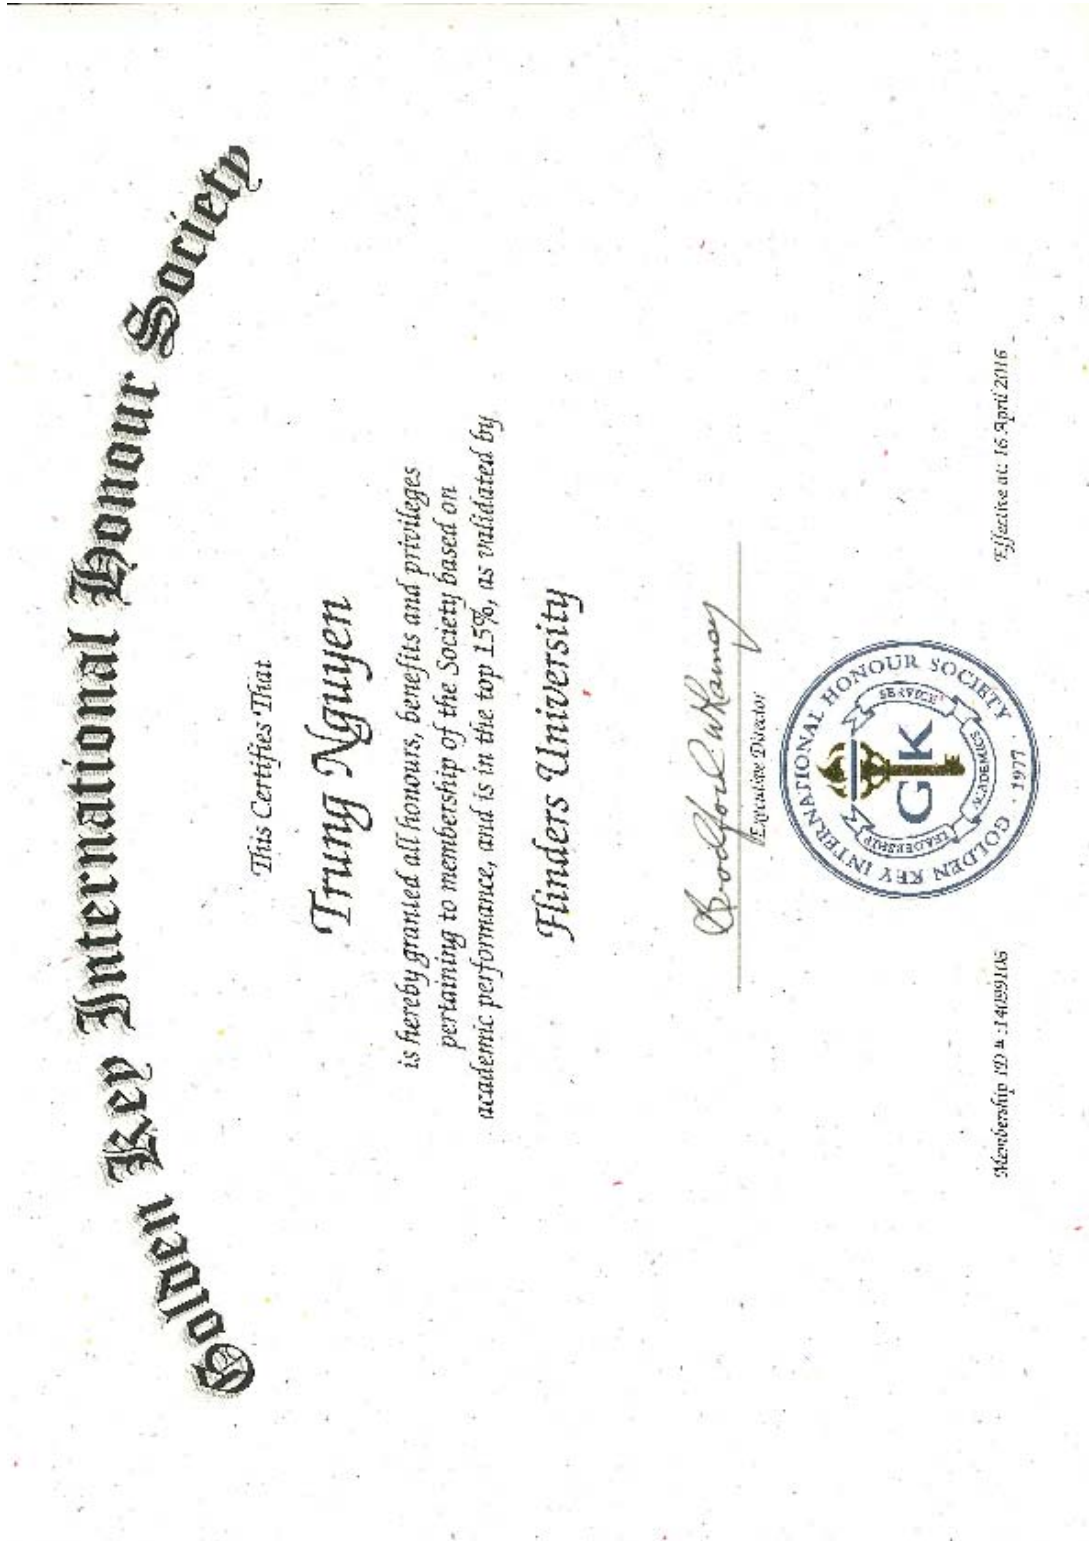 Golden Key International Honour Society
This Certifies That
Trung Nguyen
is hereby granted all honours, benefits and privileges
pertaining to membership of the Society based on
academic performance, and is in the top 15%, as validated by
Flinders University
Executive Director
GOLDEN KEY INTERNATIONAL HONOUR SOCIETY · 1977 ·
LEADERSHIP
SERVICE
ACADEMICS
GK
Membership ID # :
Effective at: 16 April 2016